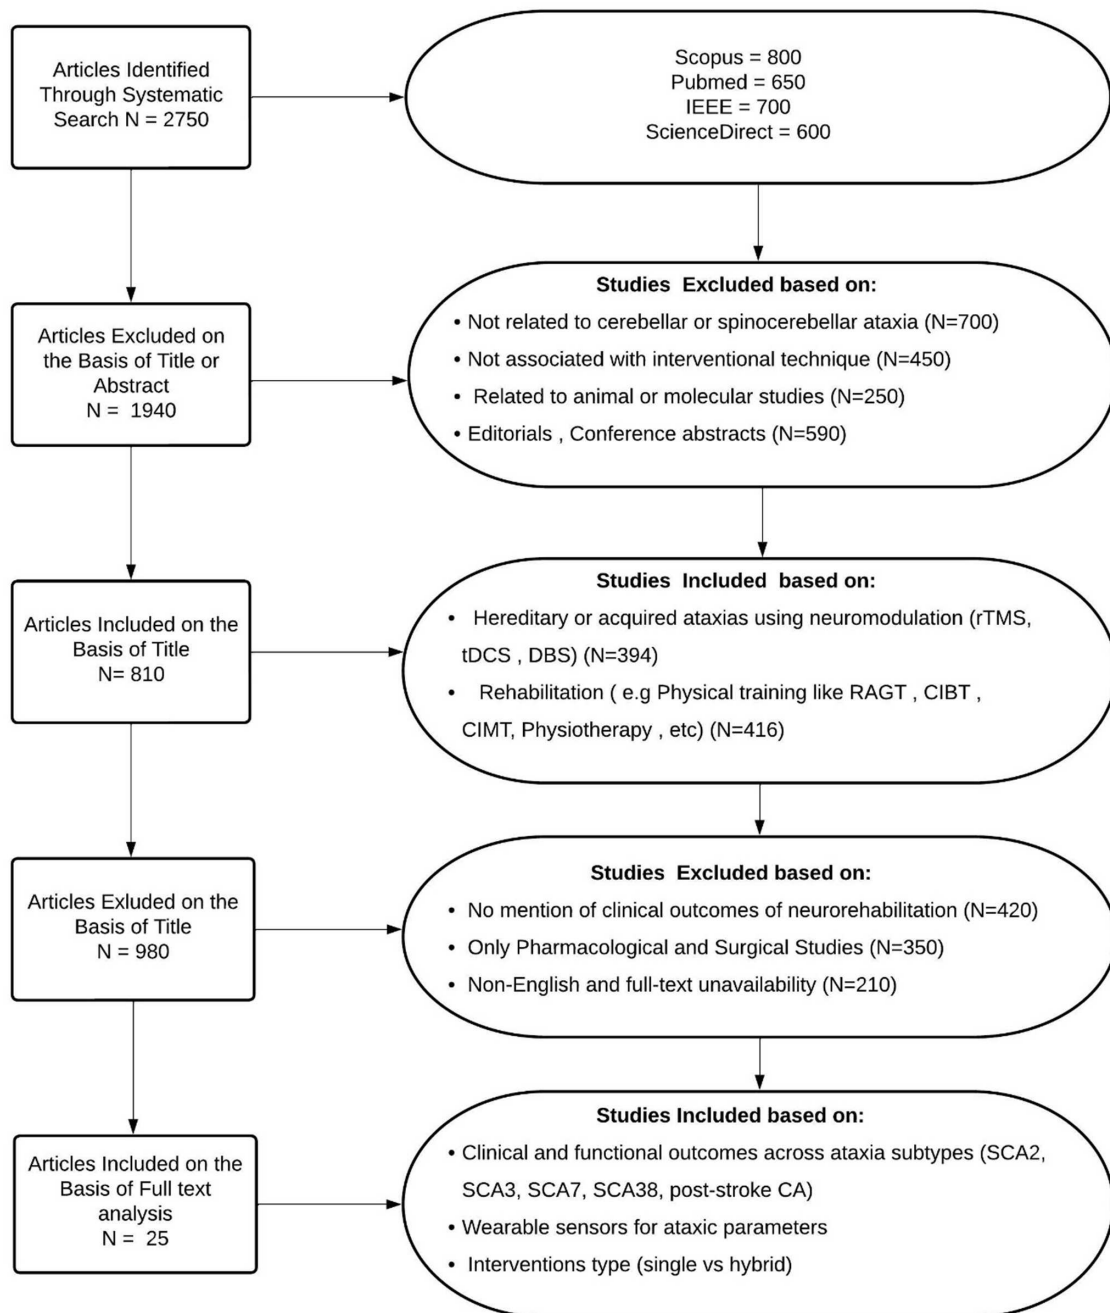 Articles Identified
Through Systematic
Search N = 2750
Scopus = 800
Pubmed = 650
IEEE = 700
ScienceDirect = 600
Articles Excluded on
the Basis of Title or
Abstract
N = 1940
Studies Excluded based on:
• Not related to cerebellar or spinocerebellar ataxia (N=700)
• Not associated with interventional technique (N=450)
• Related to animal or molecular studies (N=250)
• Editorials , Conference abstracts (N=590)
Articles Included on the
Basis of Title
N= 810
Studies Included based on:
• Hereditary or acquired ataxias using neuromodulation (rTMS,
tDCS , DBS) (N=394)
• Rehabilitation ( e.g Physical training like RAGT , CIBT ,
CIMT, Physiotherapy , etc) (N=416)
Articles Exluded on the
Basis of Title
N = 980
Studies Excluded based on:
• No mention of clinical outcomes of neurorehabilitation (N=420)
• Only Pharmacological and Surgical Studies (N=350)
• Non-English and full-text unavailability (N=210)
Articles Included on the
Basis of Full text
analysis
N = 25
Studies Included based on:
• Clinical and functional outcomes across ataxia subtypes (SCA2,
SCA3, SCA7, SCA38, post-stroke CA)
• Wearable sensors for ataxic parameters
• Interventions type (single vs hybrid)